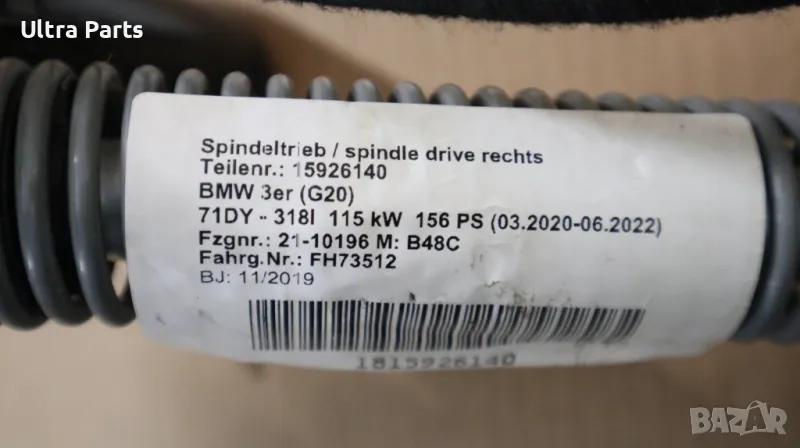 Ultra Parts
Spindeltrieb / spindle drive rechts
Teilenr.: 15926140
BMW 3er (G20)
71DY - 318I 115 kW 156 PS (03.2020-06.2022)
Fzgnr.: 21-10196 M: B48C
Fahrg.Nr.: FH73512
BJ: 11/2019
1815926140
BAZAR